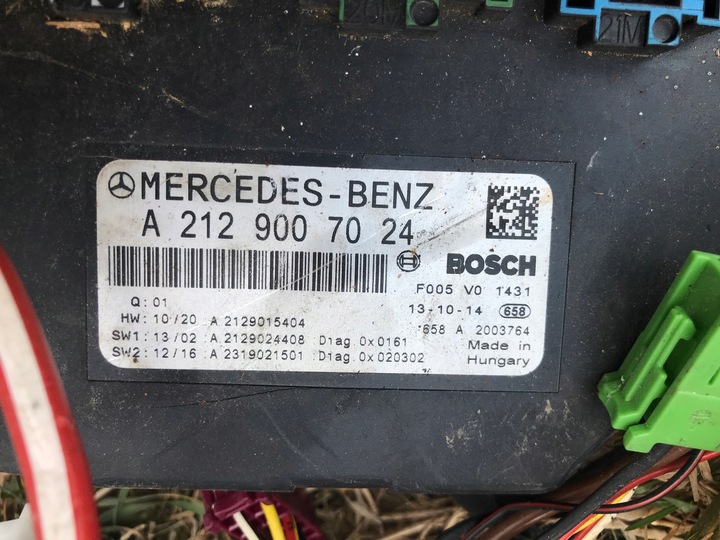 2CM
21M
MERCEDES-BENZ
A 212 900 70 24
BOSCH
F005 V0 1431
Q: 01
13-10-14 658
HW: 10/20 A 2129015404
658 A 2003764
SW1: 13/02 A 2129024408 Diag 0x0161
Made in
SW2: 12/16 A 2319021501 Diag 0x020302
Hungary